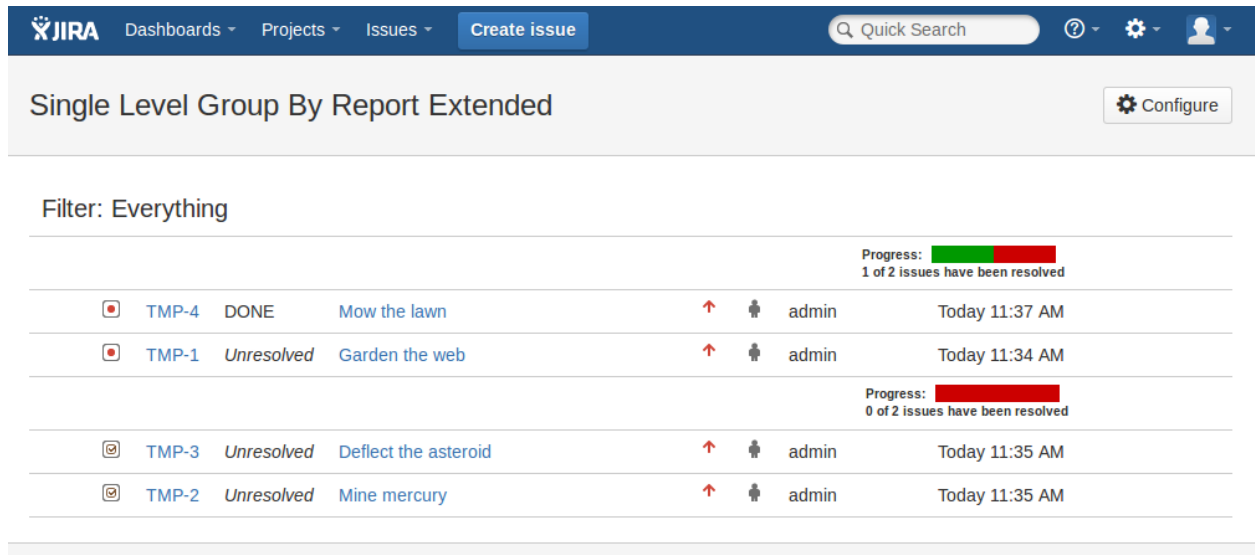 JIRA Dashboards Projects Issues Create issue Quick Search
Single Level Group By Report Extended Configure
Filter: Everything
Progress:
1 of 2 issues have been resolved
TMP-4 DONE Mow the lawn admin Today 11:37 AM
TMP-1 Unresolved Garden the web admin Today 11:34 AM
Progress:
0 of 2 issues have been resolved
TMP-3 Unresolved Deflect the asteroid admin Today 11:35 AM
TMP-2 Unresolved Mine mercury admin Today 11:35 AM